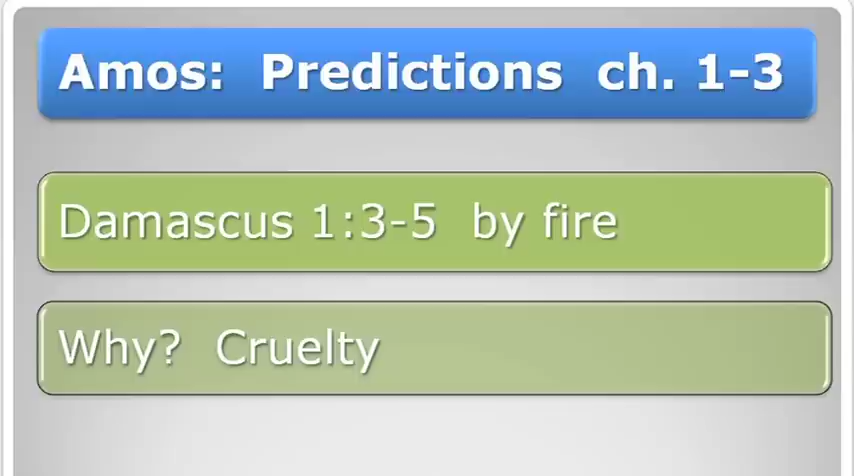 Amos:  Predictions  ch. 1-3
Damascus 1:3-5  by fire
Why?  Cruelty